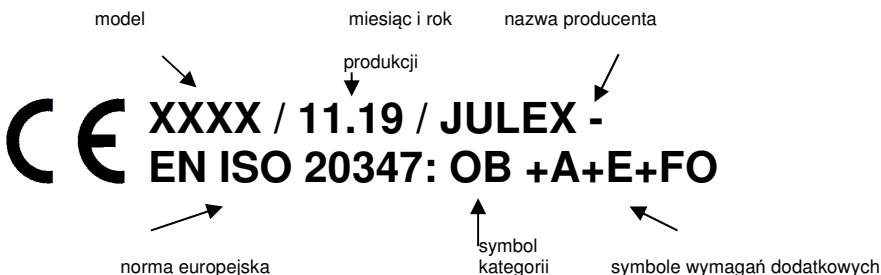 model miesiąc i rok nazwa producenta
produkcji
CE XXXX / 11.19 / JULEX -
EN ISO 20347: OB +A+E+FO
symbol
norma europejska kategorii symbole wymagań dodatkowych